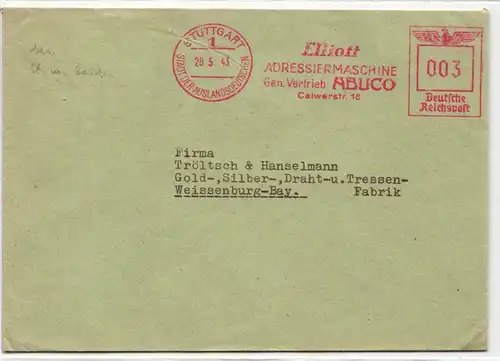 STUTTGART
1
28.5.43
STADT DER AUSLANDSDEUTSCHEN
Elliott
ADRESSIERMASCHINE
Gen. Vertrieb ABUCO
Calwerstr. 18
003
Deutsche
Reichspost
Firma
Tröltsch & Hanselmann
Gold-,Silber-,Draht-u.Tressen-
Weissenburg-Bay. Fabrik